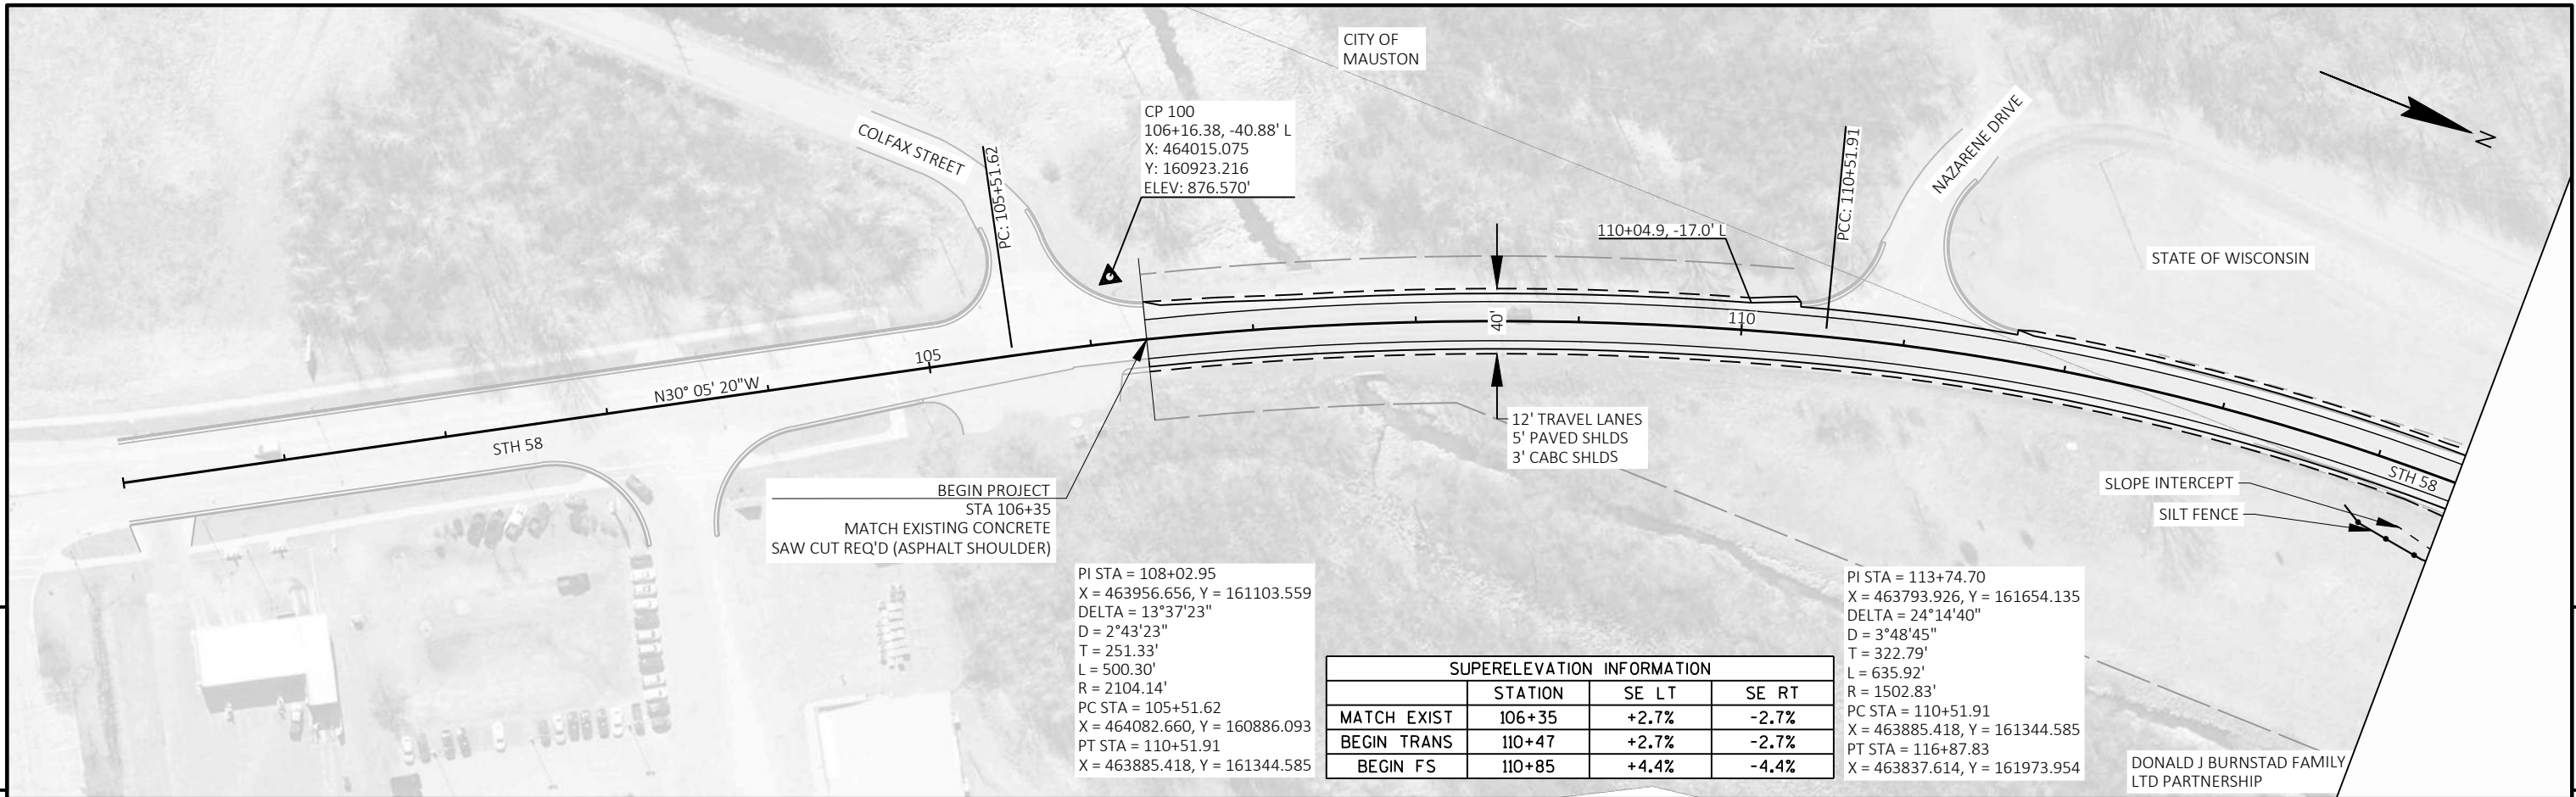 CITY OF
MAUSTON
N
COLFAX STREET
PC: 105+51.62
CP 100
106+16.38, -40.88' L
X: 464015.075
Y: 160923.216
ELEV: 876.570'
110+04.9, -17.0' L
PCC: 110+51.91
NAZARENE DRIVE
STATE OF WISCONSIN
105
110
40'
N30° 05' 20"W
STH 58
12' TRAVEL LANES
5' PAVED SHLDS
3' CABC SHLDS
STH 58
SLOPE INTERCEPT
SILT FENCE
BEGIN PROJECT
STA 106+35
MATCH EXISTING CONCRETE
SAW CUT REQ'D (ASPHALT SHOULDER)
PI STA = 108+02.95
X = 463956.656, Y = 161103.559
DELTA = 13°37'23"
D = 2°43'23"
T = 251.33'
L = 500.30'
R = 2104.14'
PC STA = 105+51.62
X = 464082.660, Y = 160886.093
PT STA = 110+51.91
X = 463885.418, Y = 161344.585
SUPERELEVATION INFORMATION
STATION SE LT SE RT
MATCH EXIST 106+35 +2.7% -2.7%
BEGIN TRANS 110+47 +2.7% -2.7%
BEGIN FS 110+85 +4.4% -4.4%
PI STA = 113+74.70
X = 463793.926, Y = 161654.135
DELTA = 24°14'40"
D = 3°48'45"
T = 322.79'
L = 635.92'
R = 1502.83'
PC STA = 110+51.91
X = 463885.418, Y = 161344.585
PT STA = 116+87.83
X = 463837.614, Y = 161973.954
DONALD J BURNSTAD FAMILY
LTD PARTNERSHIP